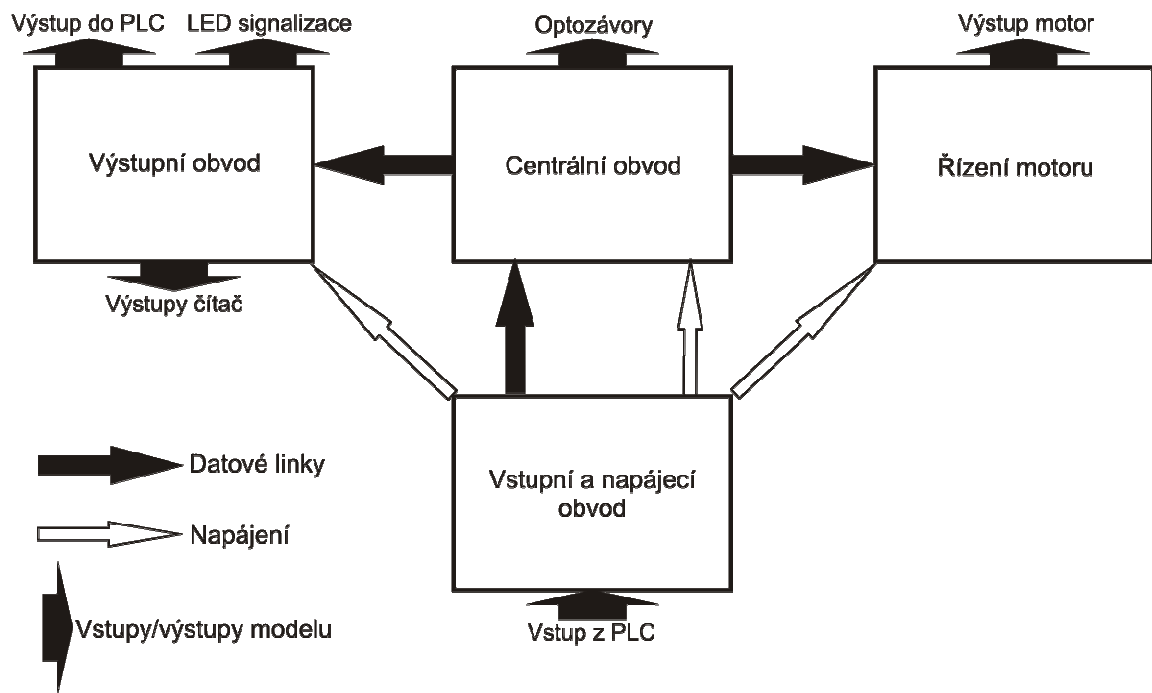 Výstup do PLC
LED signalizace
Optozávory
Výstup motor
Výstupní obvod
Centrální obvod
Řízení motoru
Výstupy čítač
Datové linky
Vstupní a napájecí
obvod
Napájení
Vstupy/výstupy modelu
Vstup z PLC